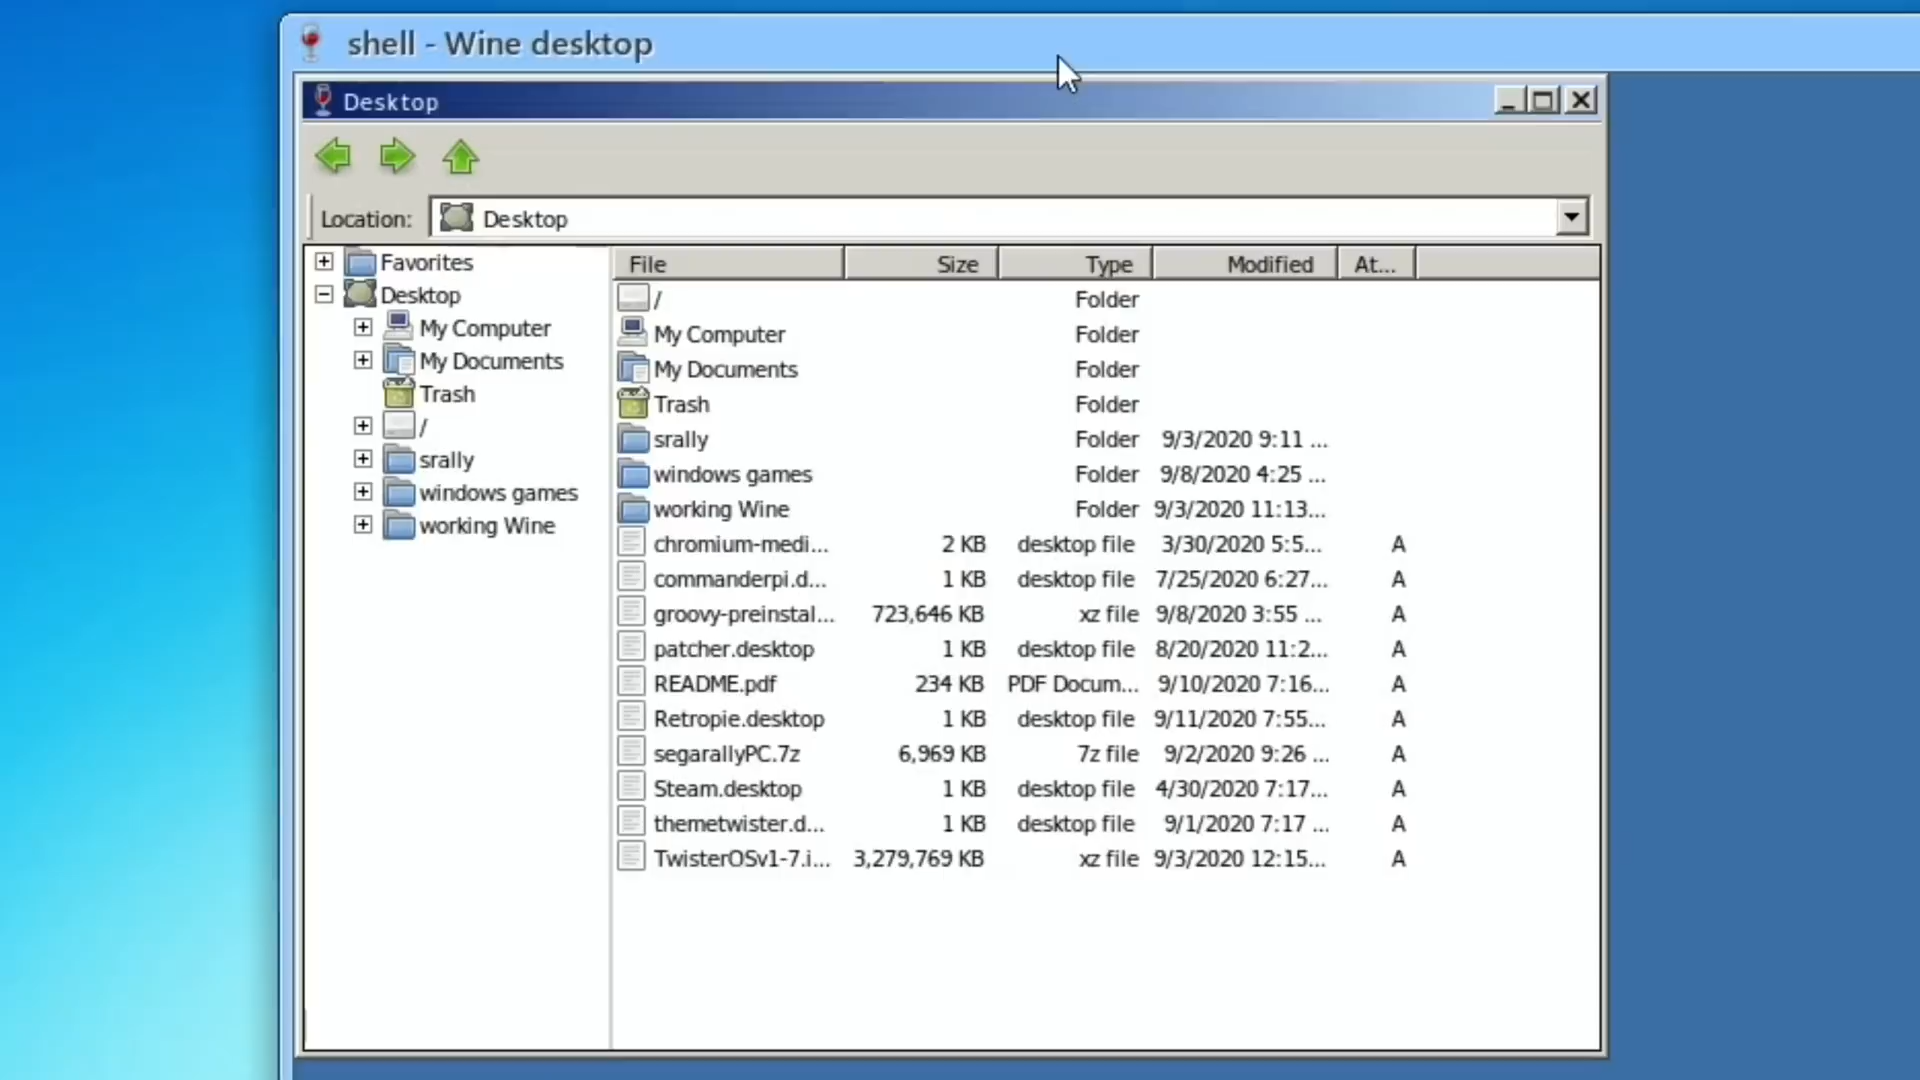 shell - Wine desktop
Desktop
Location: Desktop
File Size Type Modified At...
Favorites
Desktop
My Computer
My Documents
Trash
/
srally
windows games
working Wine
/ Folder
My Computer Folder
My Documents Folder
Trash Folder
srally Folder 9/3/2020 9:11 ...
windows games Folder 9/8/2020 4:25 ...
working Wine Folder 9/3/2020 11:13...
chromium-medi... 2 KB desktop file 3/30/2020 5:5... A
commanderpi.d... 1 KB desktop file 7/25/2020 6:27... A
groovy-preinstal... 723,646 KB xz file 9/8/2020 3:55 ... A
patcher.desktop 1 KB desktop file 8/20/2020 11:2... A
README.pdf 234 KB PDF Docum... 9/10/2020 7:16... A
Retropie.desktop 1 KB desktop file 9/11/2020 7:55... A
segarallyPC.7z 6,969 KB 7z file 9/2/2020 9:26 ... A
Steam.desktop 1 KB desktop file 4/30/2020 7:17... A
themetwister.d... 1 KB desktop file 9/1/2020 7:17 ... A
TwisterOSv1-7.i... 3,279,769 KB xz file 9/3/2020 12:15... A